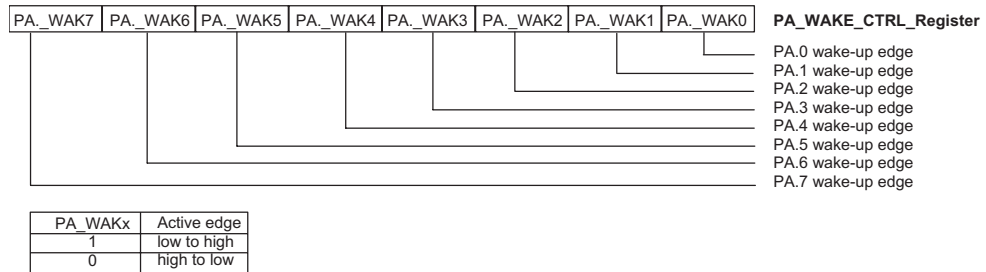 PA._WAK7 PA._WAK6 PA._WAK5 PA._WAK4 PA._WAK3 PA._WAK2 PA._WAK1 PA._WAK0 PA_WAKE_CTRL_Register
PA.0 wake-up edge
PA.1 wake-up edge
PA.2 wake-up edge
PA.3 wake-up edge
PA.4 wake-up edge
PA.5 wake-up edge
PA.6 wake-up edge
PA.7 wake-up edge
PA_WAKx Active edge
1 low to high
0 high to low